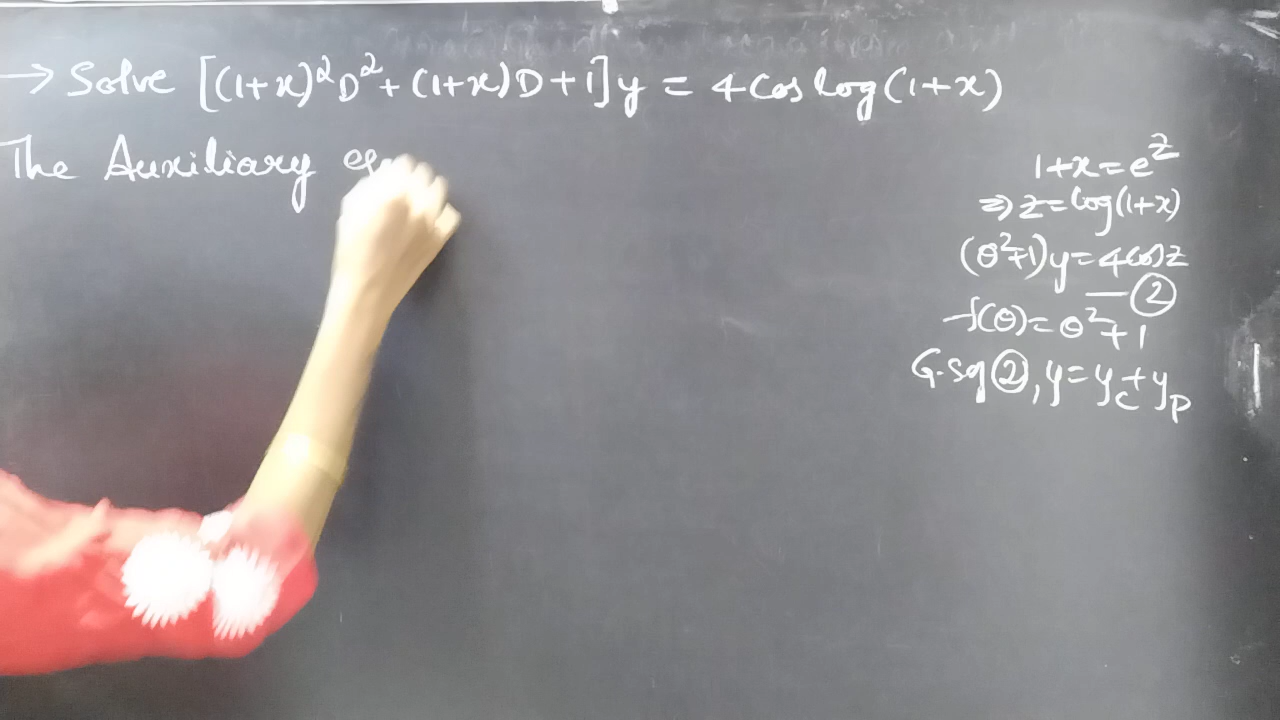 → Solve [(1+x)²D² + (1+x)D + 1]y = 4 Cos log(1+x)
The Auxiliary
1+x = e^z
⇒ z = log(1+x)
(θ²+1)y = 4cosz
— ②
f(θ) = θ² + 1
G.S of ②, y = y_c + y_p